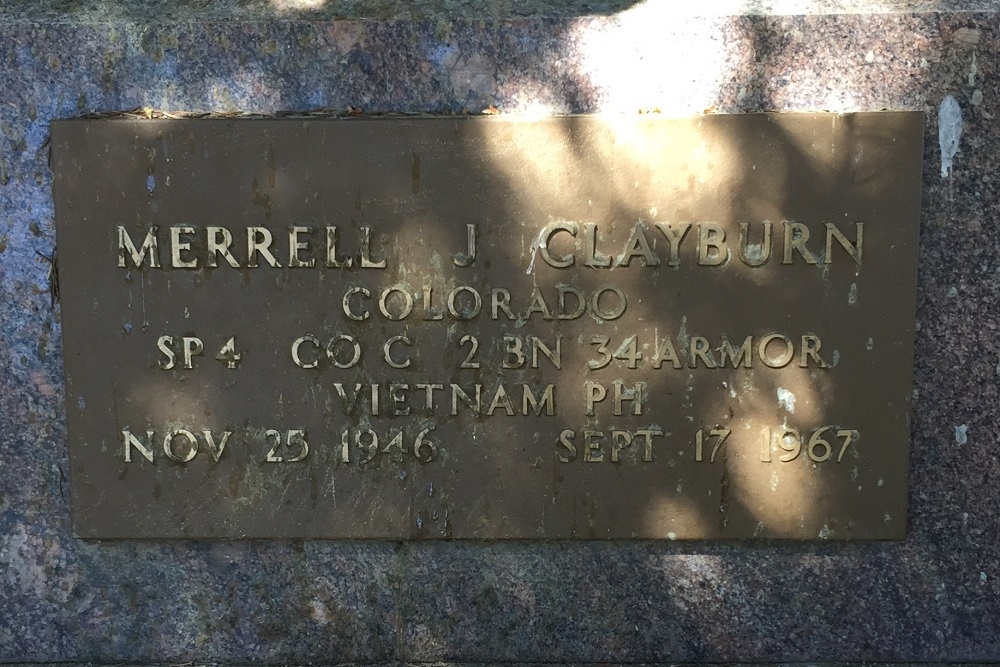 MERRELL J CLAYBURN
COLORADO
SP4 CO C 2 BN 34 ARMOR
VIETNAM PH
NOV 25 1946 SEPT 17 1967